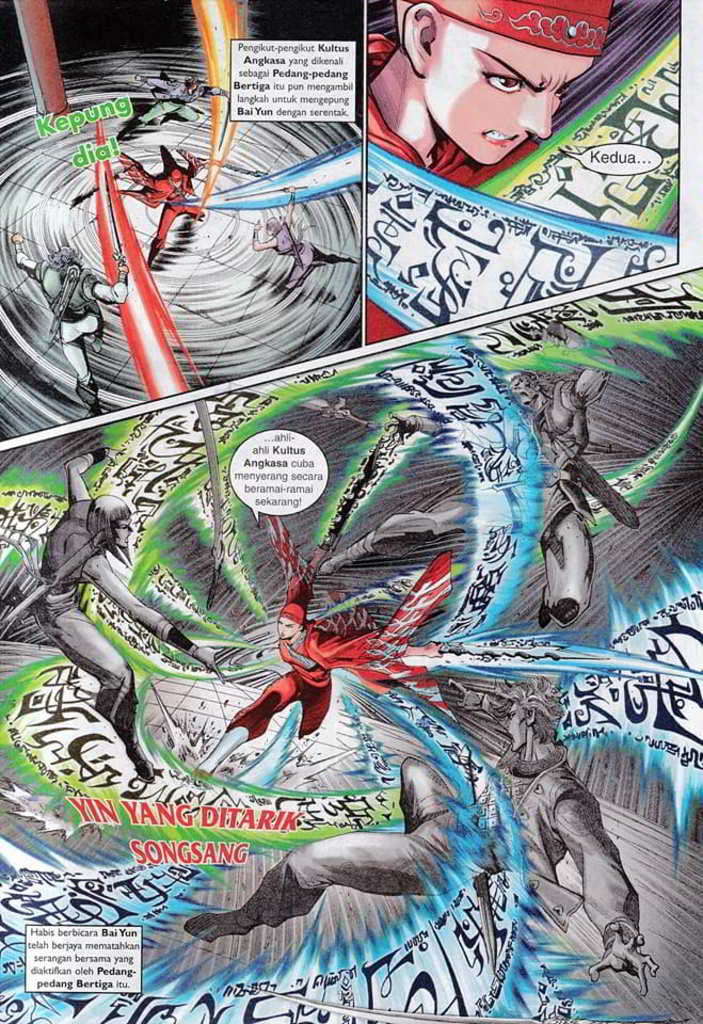 Pengikut-pengikut Kultus
Angkasa yang dikenali
sebagai Pedang-pedang
Bertiga itu pun mengambil
langkah untuk mengepung
Bai Yun dengan serentak.
Kepung
dia!
Kedua...
...ahli-
ahli Kultus
Angkasa cuba
menyerang secara
beramai-ramai
sekarang!
YIN YANG DITARIK
SONGSANG
Habis berbicara Bai Yun
telah berjaya mematahkan
serangan bersama yang
diaktifkan oleh Pedang-
pedang Bertiga itu.